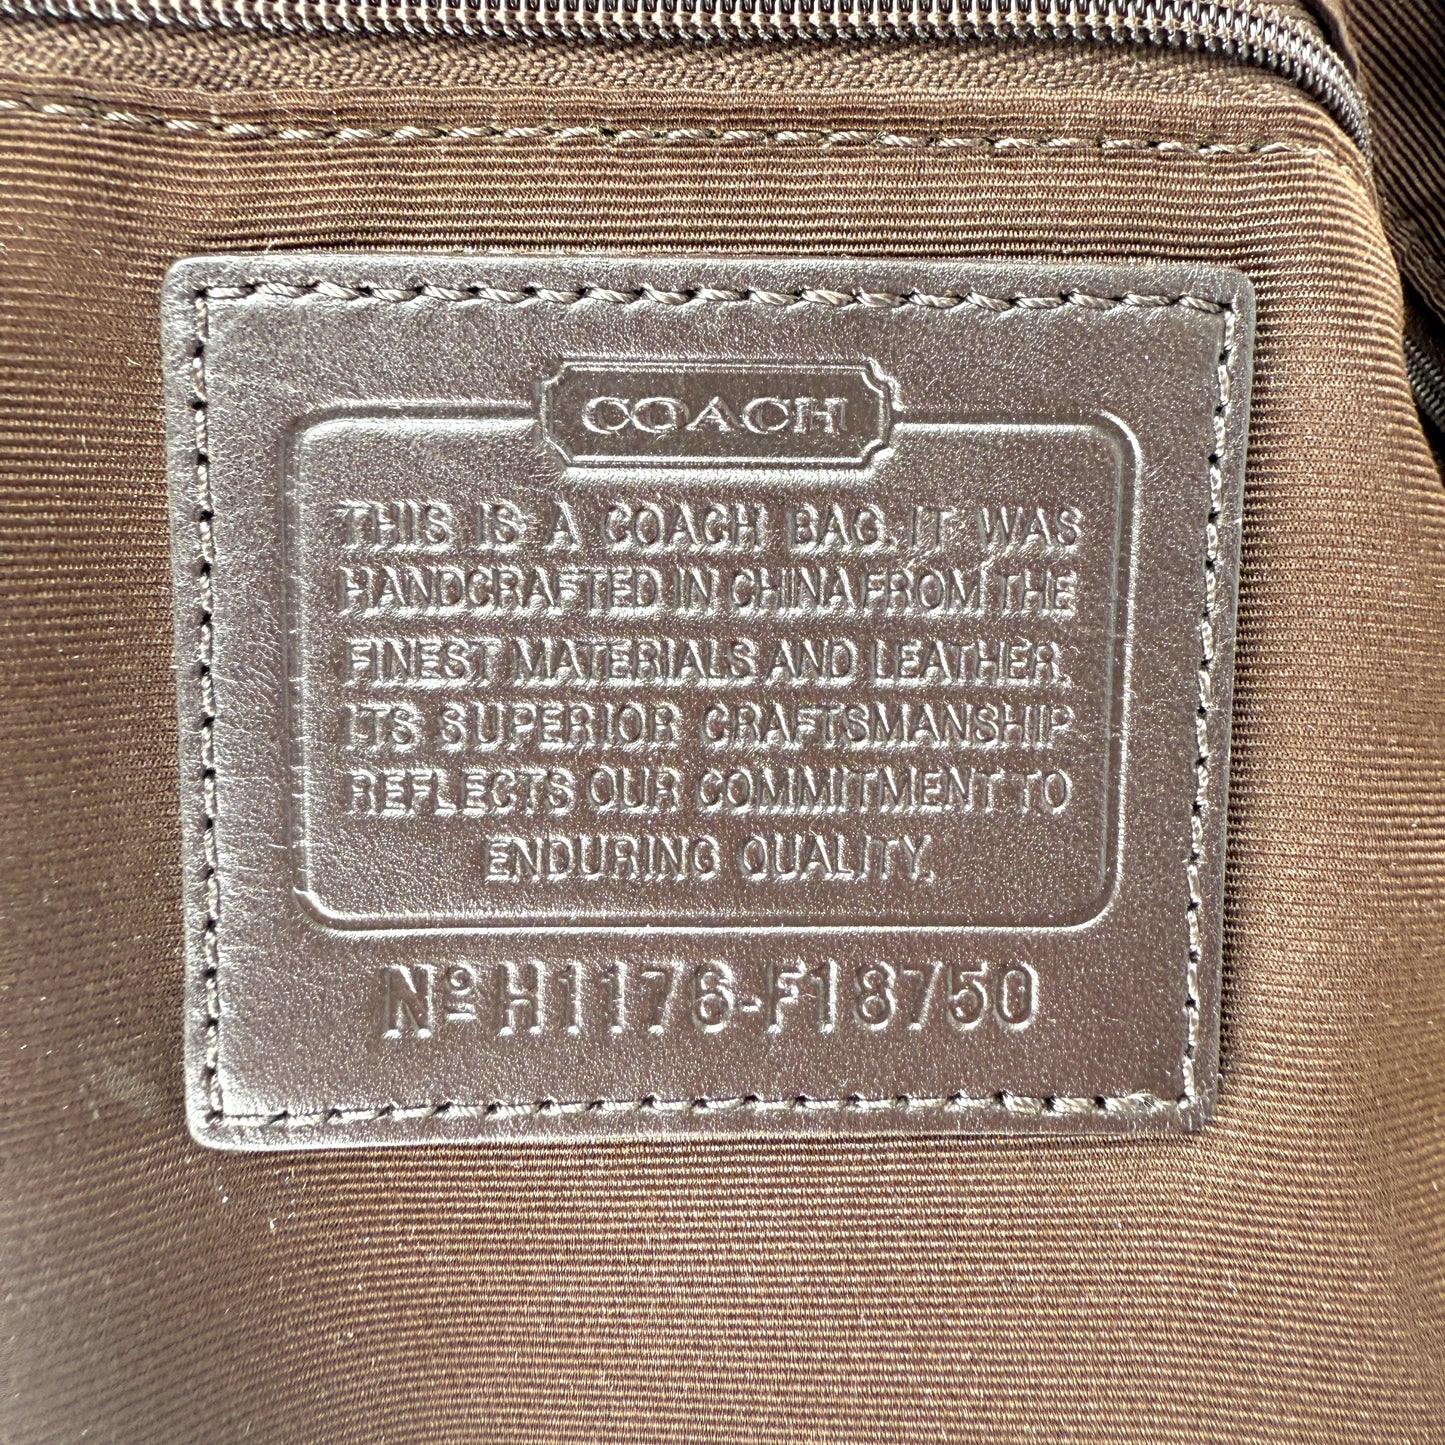 COACH
THIS IS A COACH BAG. IT WAS
HANDCRAFTED IN CHINA FROM THE
FINEST MATERIALS AND LEATHER.
ITS SUPERIOR CRAFTSMANSHIP
REFLECTS OUR COMMITMENT TO
ENDURING QUALITY.
Nº H1176-F18750